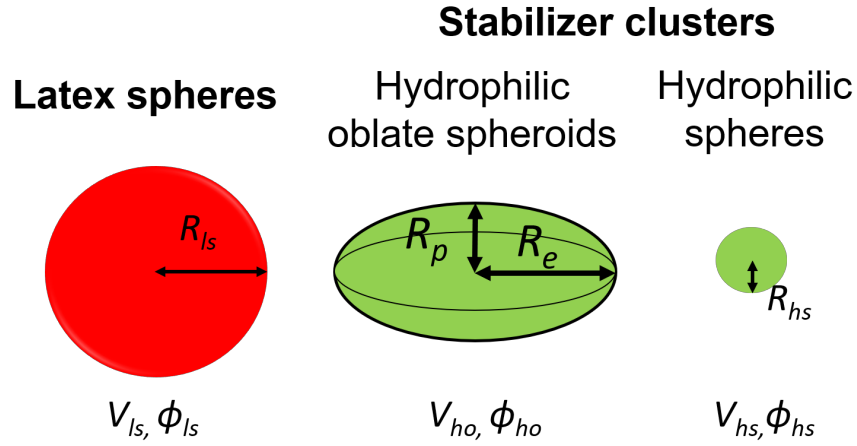 Stabilizer clusters
Latex spheres
Hydrophilic
oblate spheroids
Hydrophilic
spheres
R_ls
R_p
R_e
R_hs
V_ls, ϕ_ls
V_ho, ϕ_ho
V_hs, ϕ_hs